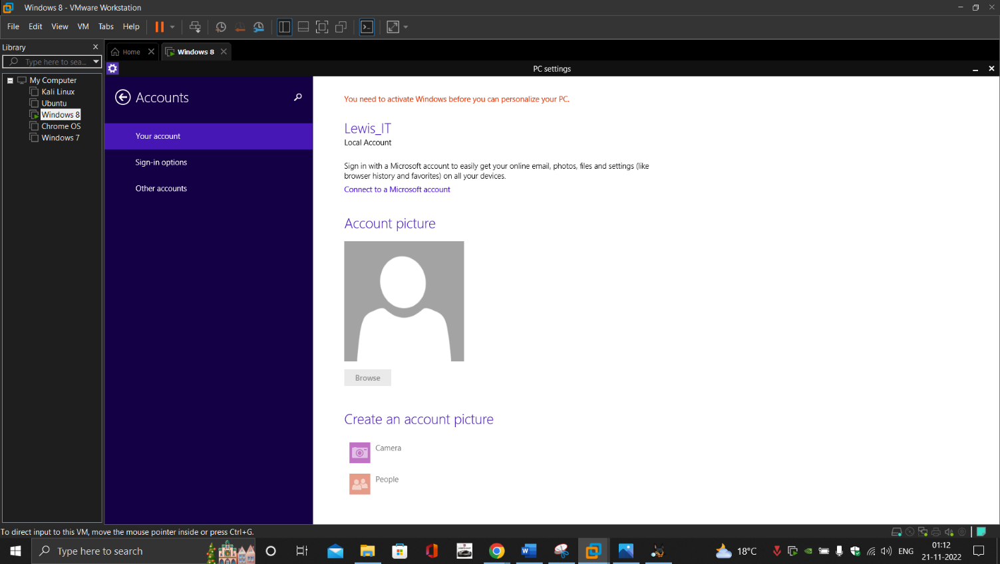 Windows 8 - VMware Workstation
File Edit View VM Tabs Help
Library
Type here to sea...
My Computer
Kali Linux
Ubuntu
Windows 8
Chrome OS
Windows 7
Home
Windows 8
PC settings
Accounts
Your account
Sign-in options
Other accounts
You need to activate Windows before you can personalize your PC.
Lewis_IT
Local Account
Sign in with a Microsoft account to easily get your online email, photos, files and settings (like
browser history and favorites) on all your devices.
Connect to a Microsoft account
Account picture
Browse
Create an account picture
Camera
People
To direct input to this VM, move the mouse pointer inside or press Ctrl+G.
Type here to search
18°C
ENG
01:12
21-11-2022